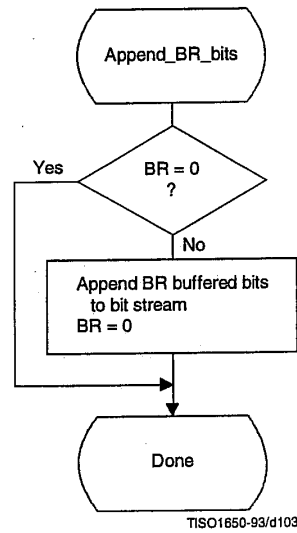 Append_BR_bits
BR = 0
?
Yes
No
Append BR buffered bits
to bit stream
BR = 0
Done
TISO1650-93/d103